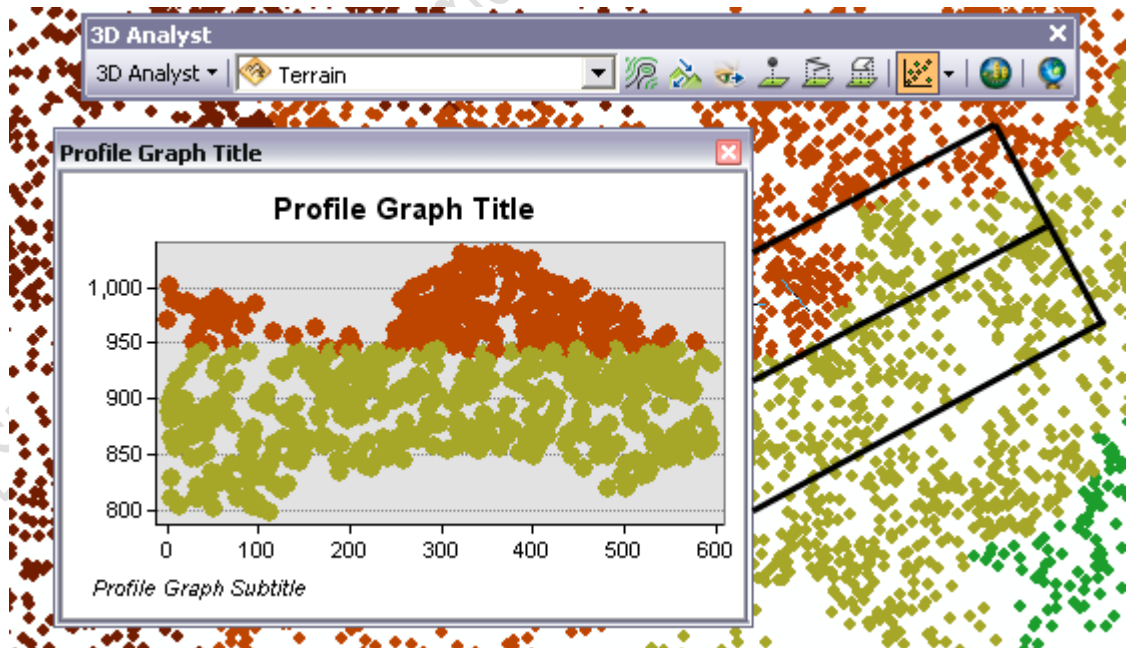 3D Analyst
3D Analyst Terrain
Profile Graph Title
Profile Graph Title
1,000
950
900
850
800
0 100 200 300 400 500 600
Profile Graph Subtitle